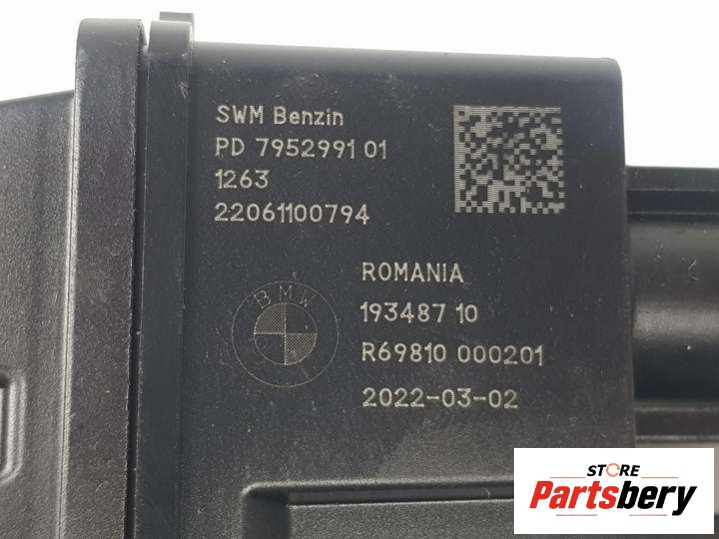 SWM Benzin
PD 7952991 01
1263
22061100794
ROMANIA
BMW
193487 10
R69810 000201
2022-03-02
STORE
Partsbery